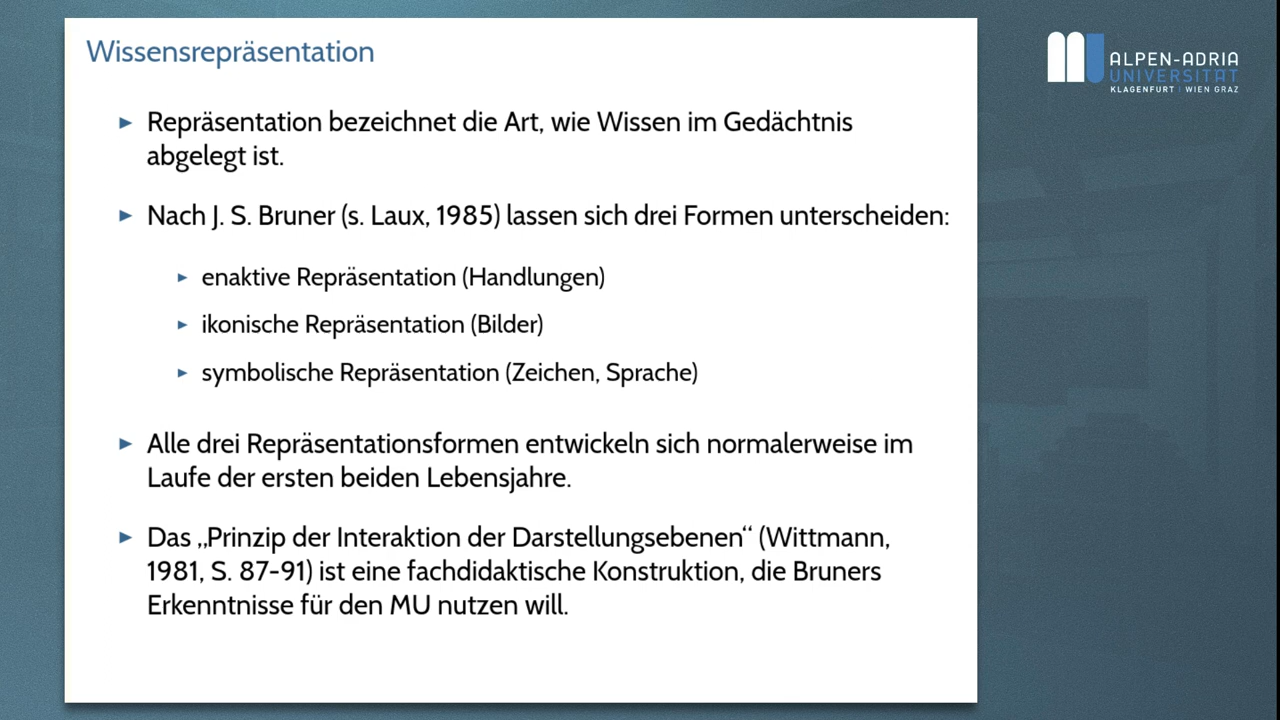 Wissensrepräsentation
Repräsentation bezeichnet die Art, wie Wissen im Gedächtnis
abgelegt ist.
Nach J. S. Bruner (s. Laux, 1985) lassen sich drei Formen unterscheiden:
enaktive Repräsentation (Handlungen)
ikonische Repräsentation (Bilder)
symbolische Repräsentation (Zeichen, Sprache)
Alle drei Repräsentationsformen entwickeln sich normalerweise im
Laufe der ersten beiden Lebensjahre.
Das „Prinzip der Interaktion der Darstellungsebenen“ (Wittmann,
1981, S. 87-91) ist eine fachdidaktische Konstruktion, die Bruners
Erkenntnisse für den MU nutzen will.
ALPEN-ADRIA
UNIVERSITÄT
KLAGENFURT | WIEN GRAZ